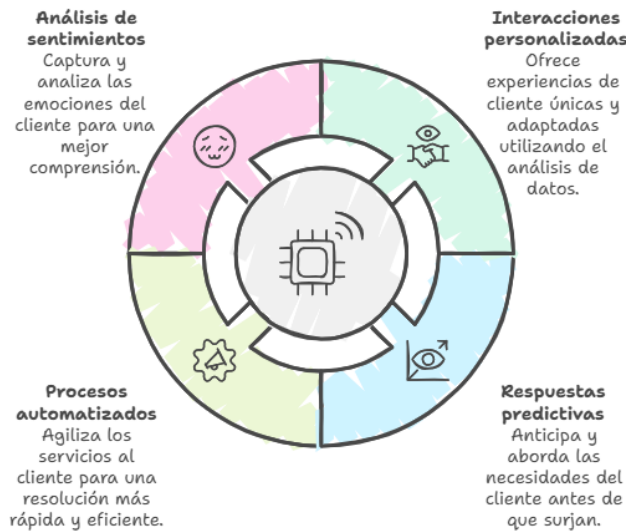 Análisis de
sentimientos
Captura y
analiza las
emociones del
cliente para una
mejor
comprensión.
Interacciones
personalizadas
Ofrece
experiencias de
cliente únicas y
adaptadas
utilizando el
análisis de
datos.
Procesos
automatizados
Agiliza los
servicios al
cliente para una
resolución más
rápida y eficiente.
Respuestas
predictivas
Anticipa y
aborda las
necesidades del
cliente antes de
que surjan.